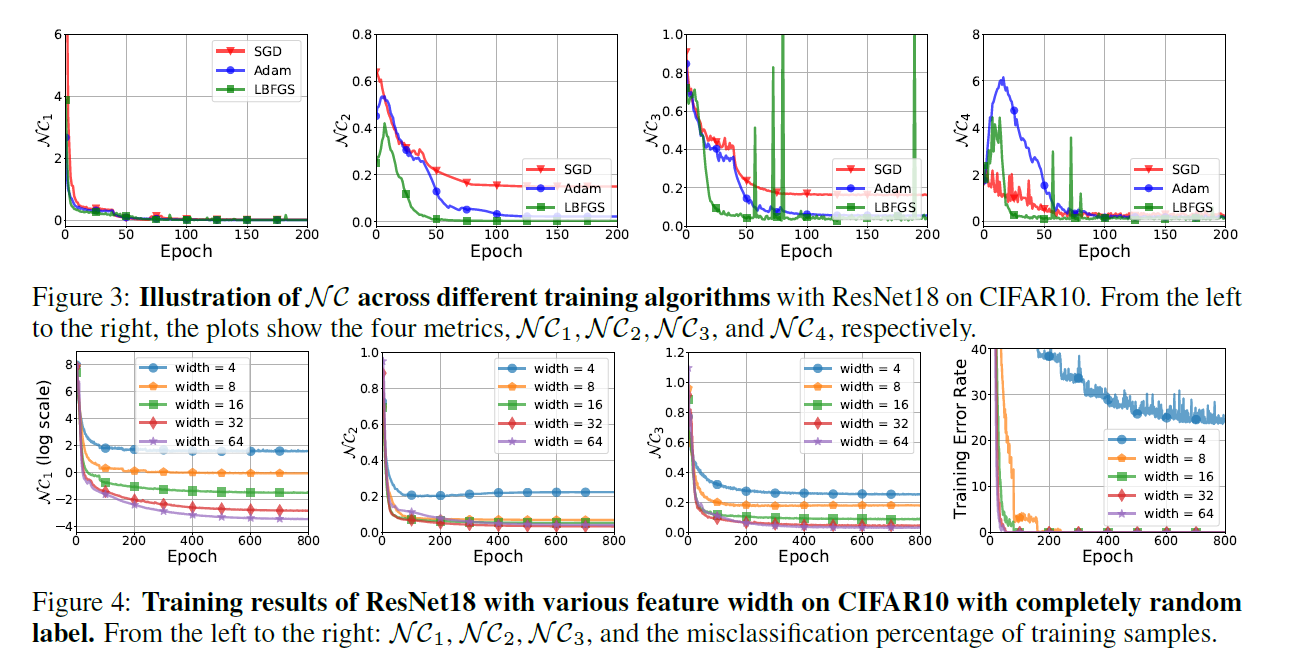 6
4
2
0
0 50 100 150 200
Epoch
𝒩𝒞₁
SGD
Adam
LBFGS
0.8
0.6
0.4
0.2
0.0
0 50 100 150 200
Epoch
𝒩𝒞₂
SGD
Adam
LBFGS
1.0
0.8
0.6
0.4
0.2
0.0
0 50 100 150 200
Epoch
𝒩𝒞₃
SGD
Adam
LBFGS
8
6
4
2
0
0 50 100 150 200
Epoch
𝒩𝒞₄
SGD
Adam
LBFGS
Figure 3: Illustration of 𝒩𝒞 across different training algorithms with ResNet18 on CIFAR10. From the left
to the right, the plots show the four metrics, 𝒩𝒞₁, 𝒩𝒞₂, 𝒩𝒞₃, and 𝒩𝒞₄, respectively.
8
6
4
2
0
−2
−4
0 200 400 600 800
Epoch
𝒩𝒞₁ (log scale)
width = 4
width = 8
width = 16
width = 32
width = 64
1.0
0.8
0.6
0.4
0.2
0.0
0 200 400 600 800
Epoch
𝒩𝒞₂
width = 4
width = 8
width = 16
width = 32
width = 64
1.2
1.0
0.8
0.6
0.4
0.2
0.0
0 200 400 600 800
Epoch
𝒩𝒞₃
width = 4
width = 8
width = 16
width = 32
width = 64
40
30
20
10
0
0 200 400 600 800
Epoch
Training Error Rate
width = 4
width = 8
width = 16
width = 32
width = 64
Figure 4: Training results of ResNet18 with various feature width on CIFAR10 with completely random
label. From the left to the right: 𝒩𝒞₁, 𝒩𝒞₂, 𝒩𝒞₃, and the misclassification percentage of training samples.